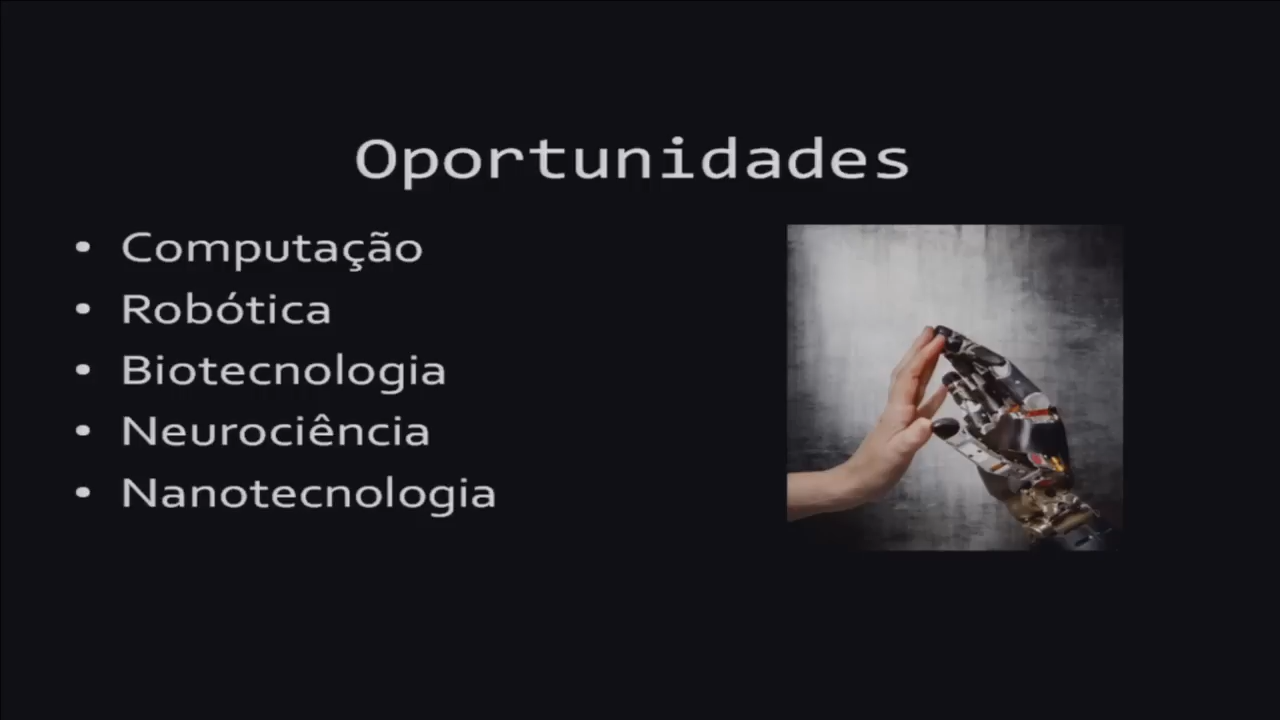 Oportunidades
• Computação
• Robótica
• Biotecnologia
• Neurociência
• Nanotecnologia